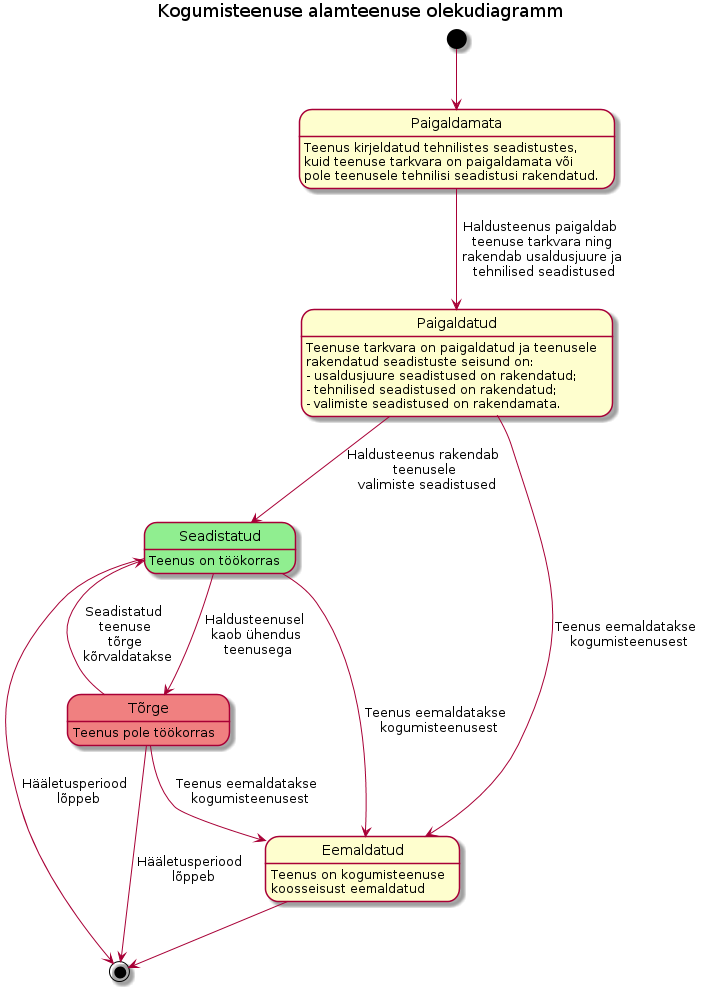 Kogumisteenuse alamteenuse olekudiagramm
Paigaldamata
Teenus kirjeldatud tehnilistes seadistustes,
kuid teenuse tarkvara on paigaldamata või
pole teenusele tehnilisi seadistusi rakendatud.
Haldusteenus paigaldab
teenuse tarkvara ning
rakendab usaldusjuure ja
tehnilised seadistused
Paigaldatud
Teenuse tarkvara on paigaldatud ja teenusele
rakendatud seadistuste seisund on:
- usaldusjuure seadistused on rakendatud;
- tehnilised seadistused on rakendatud;
- valimiste seadistused on rakendamata.
Haldusteenus rakendab
teenusele
valimiste seadistused
Seadistatud
Teenus on töökorras
Seadistatud
teenuse
tõrge
kõrvaldatakse
Haldusteenusel
kaob ühendus
teenusega
Teenus eemaldatakse
kogumisteenusest
Tõrge
Teenus pole töökorras
Teenus eemaldatakse
kogumisteenusest
Hääletusperiood
lõppeb
Teenus eemaldatakse
kogumisteenusest
Hääletusperiood
lõppeb
Eemaldatud
Teenus on kogumisteenuse
koosseisust eemaldatud